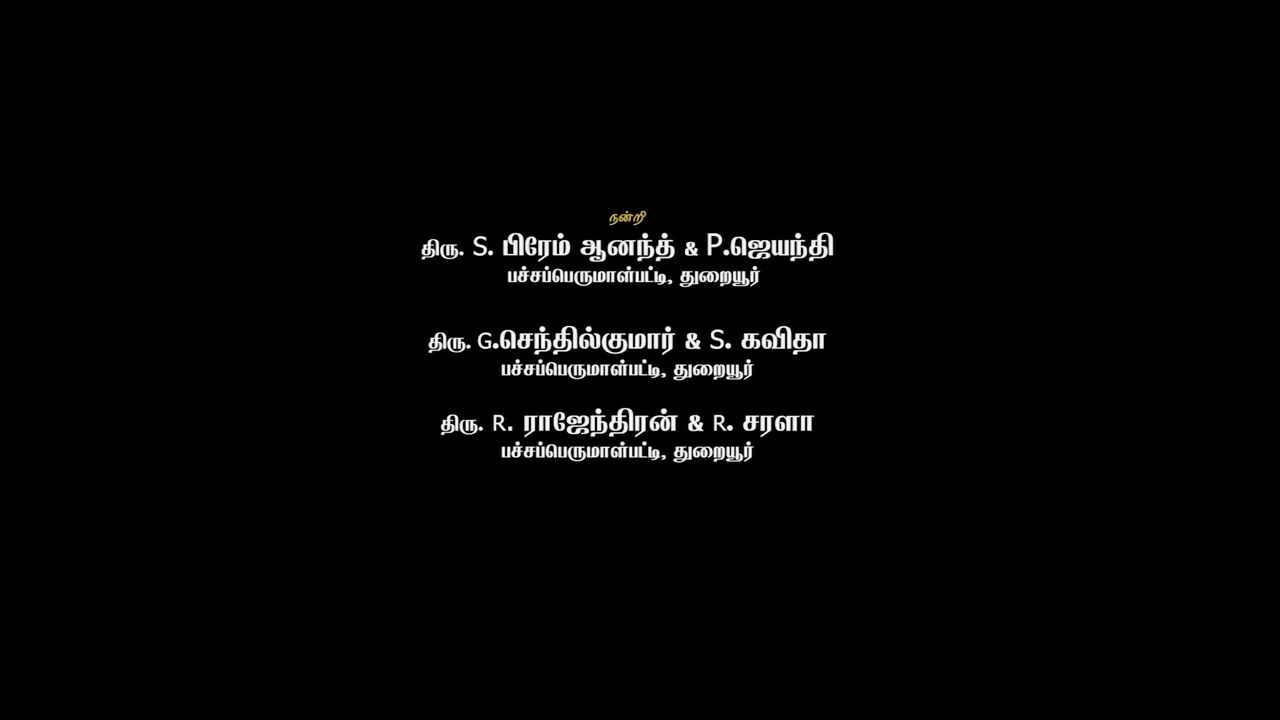 நன்றி
திரு. S. பிரேம் ஆனந்த் & P.ஜெயந்தி
பச்சப்பெருமாள்பட்டி, துறையூர்
திரு. G.செந்தில்குமார் & S. கவிதா
பச்சப்பெருமாள்பட்டி, துறையூர்
திரு. R. ராஜேந்திரன் & R. சரளா
பச்சப்பெருமாள்பட்டி, துறையூர்